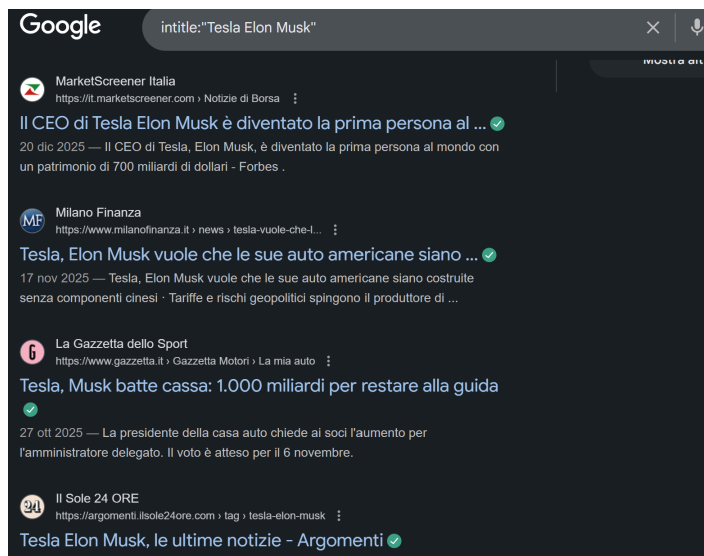 Google
intitle:"Tesla Elon Musk"
Mostra alt
MarketScreener Italia
https://it.marketscreener.com › Notizie di Borsa
Il CEO di Tesla Elon Musk è diventato la prima persona al ...
20 dic 2025 — Il CEO di Tesla, Elon Musk, è diventato la prima persona al mondo con
un patrimonio di 700 miliardi di dollari - Forbes .
MF
Milano Finanza
https://www.milanofinanza.it › news › tesla-vuole-che-l...
Tesla, Elon Musk vuole che le sue auto americane siano ...
17 nov 2025 — Tesla, Elon Musk vuole che le sue auto americane siano costruite
senza componenti cinesi · Tariffe e rischi geopolitici spingono il produttore di ...
G
La Gazzetta dello Sport
https://www.gazzetta.it › Gazzetta Motori › La mia auto
Tesla, Musk batte cassa: 1.000 miliardi per restare alla guida
27 ott 2025 — La presidente della casa auto chiede ai soci l'aumento per
l'amministratore delegato. Il voto è atteso per il 6 novembre.
24
Il Sole 24 ORE
https://argomenti.ilsole24ore.com › tag › tesla-elon-musk
Tesla Elon Musk, le ultime notizie - Argomenti